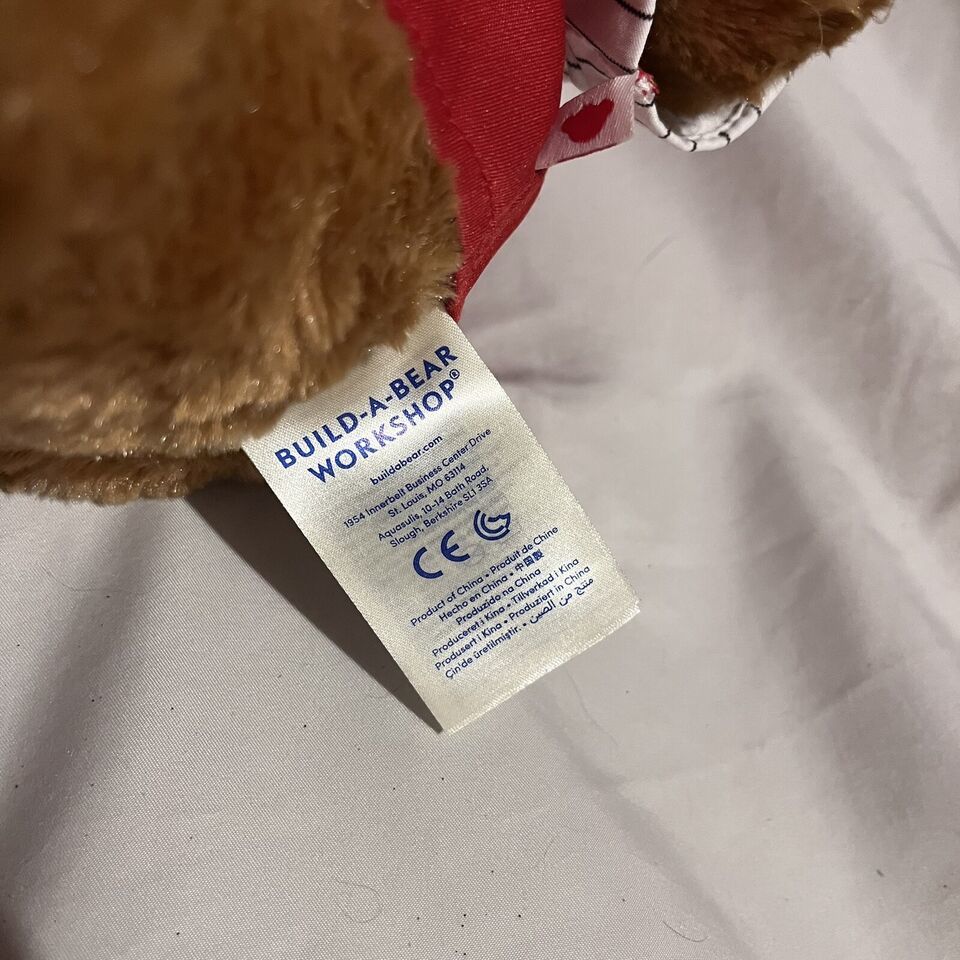 BUILD-A-BEAR
WORKSHOP®
buildabear.com
1954 Innerbelt Business Center Drive
St. Louis, MO 63114
Aquasulis, 10-14 Bath Road,
Slough, Berkshire SL1 3SA
CE
Product of China • Produit de Chine
Hecho en China • 中国製
Produzido na China
Produceret i Kina • Tillverkad i Kina
Produsert i Kina • Produziert in China
Çin'de üretilmiştir. • منتج من الصين